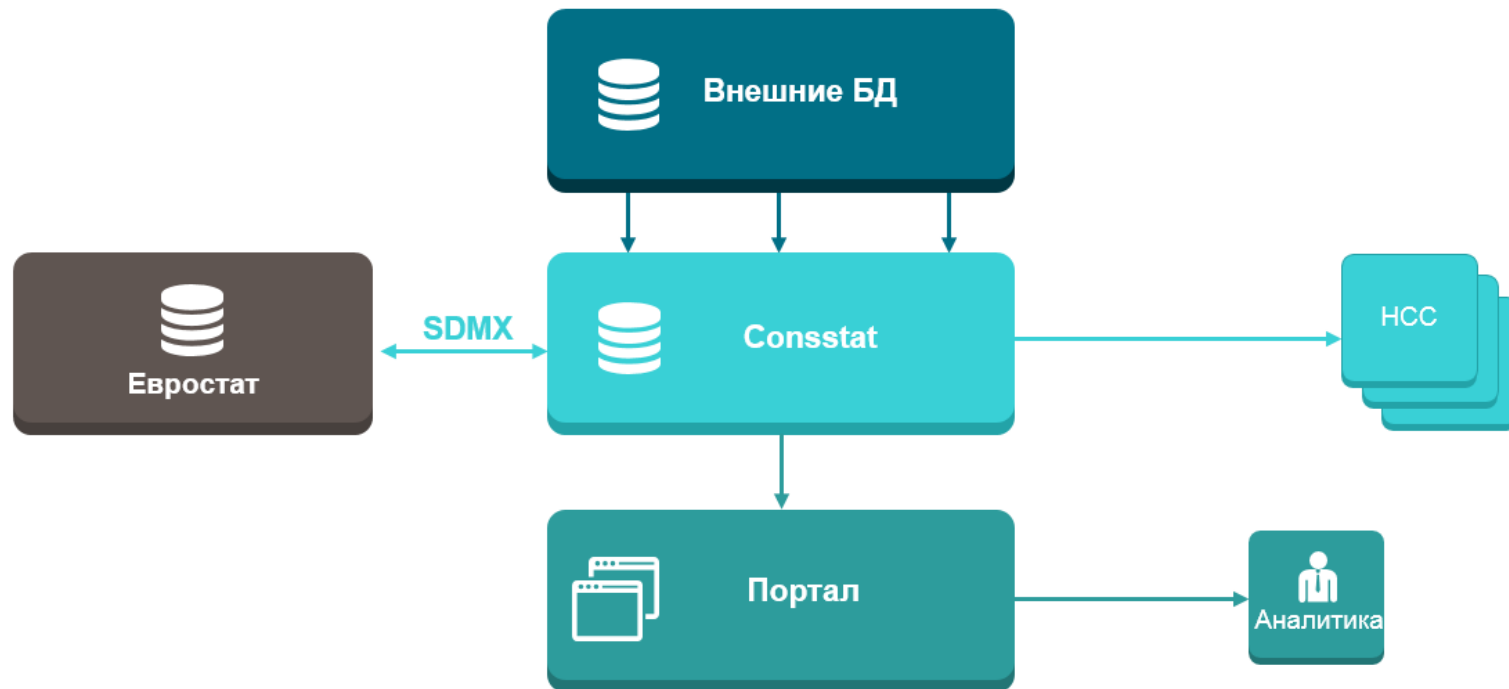 Внешние БД
SDMX
Евростат
Consstat
НСС
Портал
Аналитика